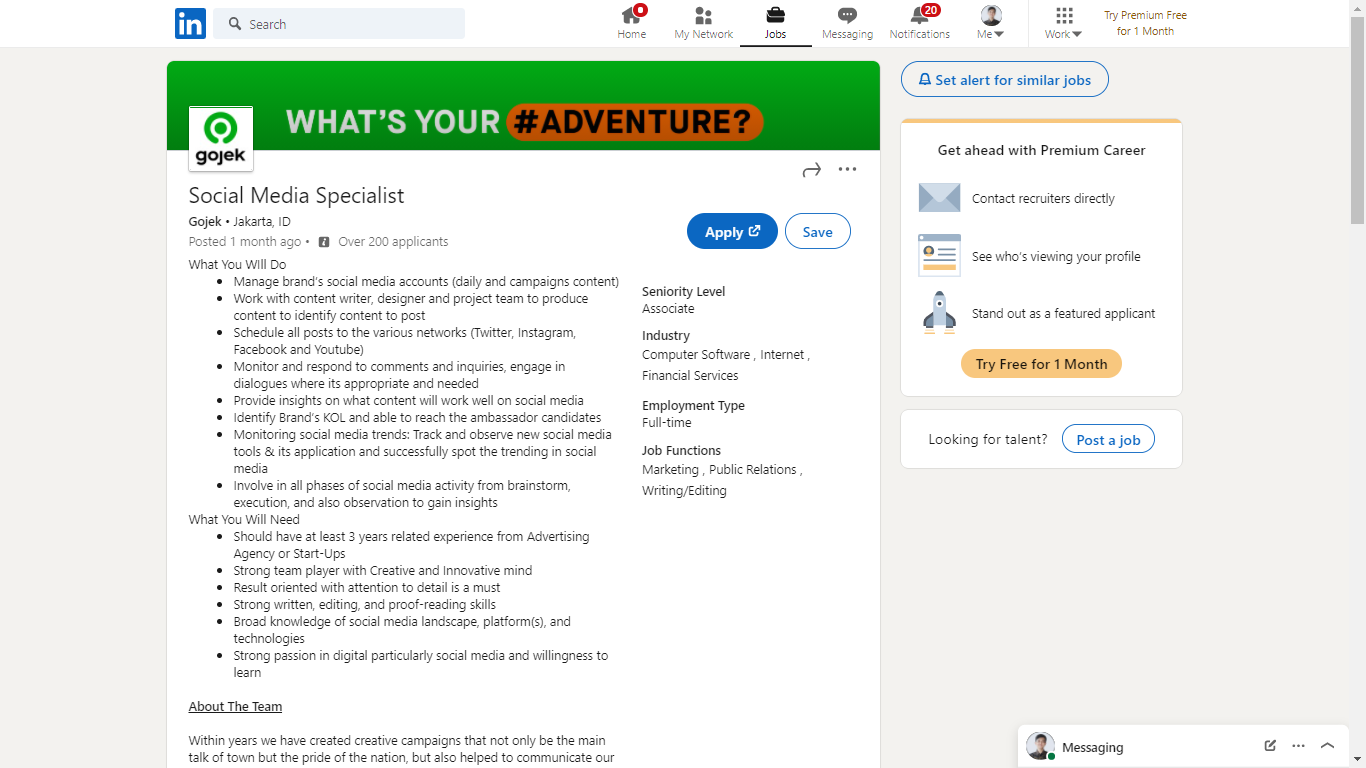 in
Search
Home
My Network
Jobs
Messaging
20
Notifications
Me
Work
Try Premium Free
for 1 Month
WHAT'S YOUR #ADVENTURE?
gojek
Social Media Specialist
Gojek • Jakarta, ID
Posted 1 month ago • Over 200 applicants
Apply
Save
What You WIll Do
• Manage brand's social media accounts (daily and campaigns content)
• Work with content writer, designer and project team to produce
content to identify content to post
• Schedule all posts to the various networks (Twitter, Instagram,
Facebook and Youtube)
• Monitor and respond to comments and inquiries, engage in
dialogues where its appropriate and needed
• Provide insights on what content will work well on social media
• Identify Brand's KOL and able to reach the ambassador candidates
• Monitoring social media trends: Track and observe new social media
tools & its application and successfully spot the trending in social
media
• Involve in all phases of social media activity from brainstorm,
execution, and also observation to gain insights
What You Will Need
• Should have at least 3 years related experience from Advertising
Agency or Start-Ups
• Strong team player with Creative and Innovative mind
• Result oriented with attention to detail is a must
• Strong written, editing, and proof-reading skills
• Broad knowledge of social media landscape, platform(s), and
technologies
• Strong passion in digital particularly social media and willingness to
learn
About The Team
Within years we have created creative campaigns that not only be the main
talk of town but the pride of the nation, but also helped to communicate our
Seniority Level
Associate
Industry
Computer Software , Internet ,
Financial Services
Employment Type
Full-time
Job Functions
Marketing , Public Relations ,
Writing/Editing
Set alert for similar jobs
Get ahead with Premium Career
Contact recruiters directly
See who's viewing your profile
Stand out as a featured applicant
Try Free for 1 Month
Looking for talent?
Post a job
Messaging